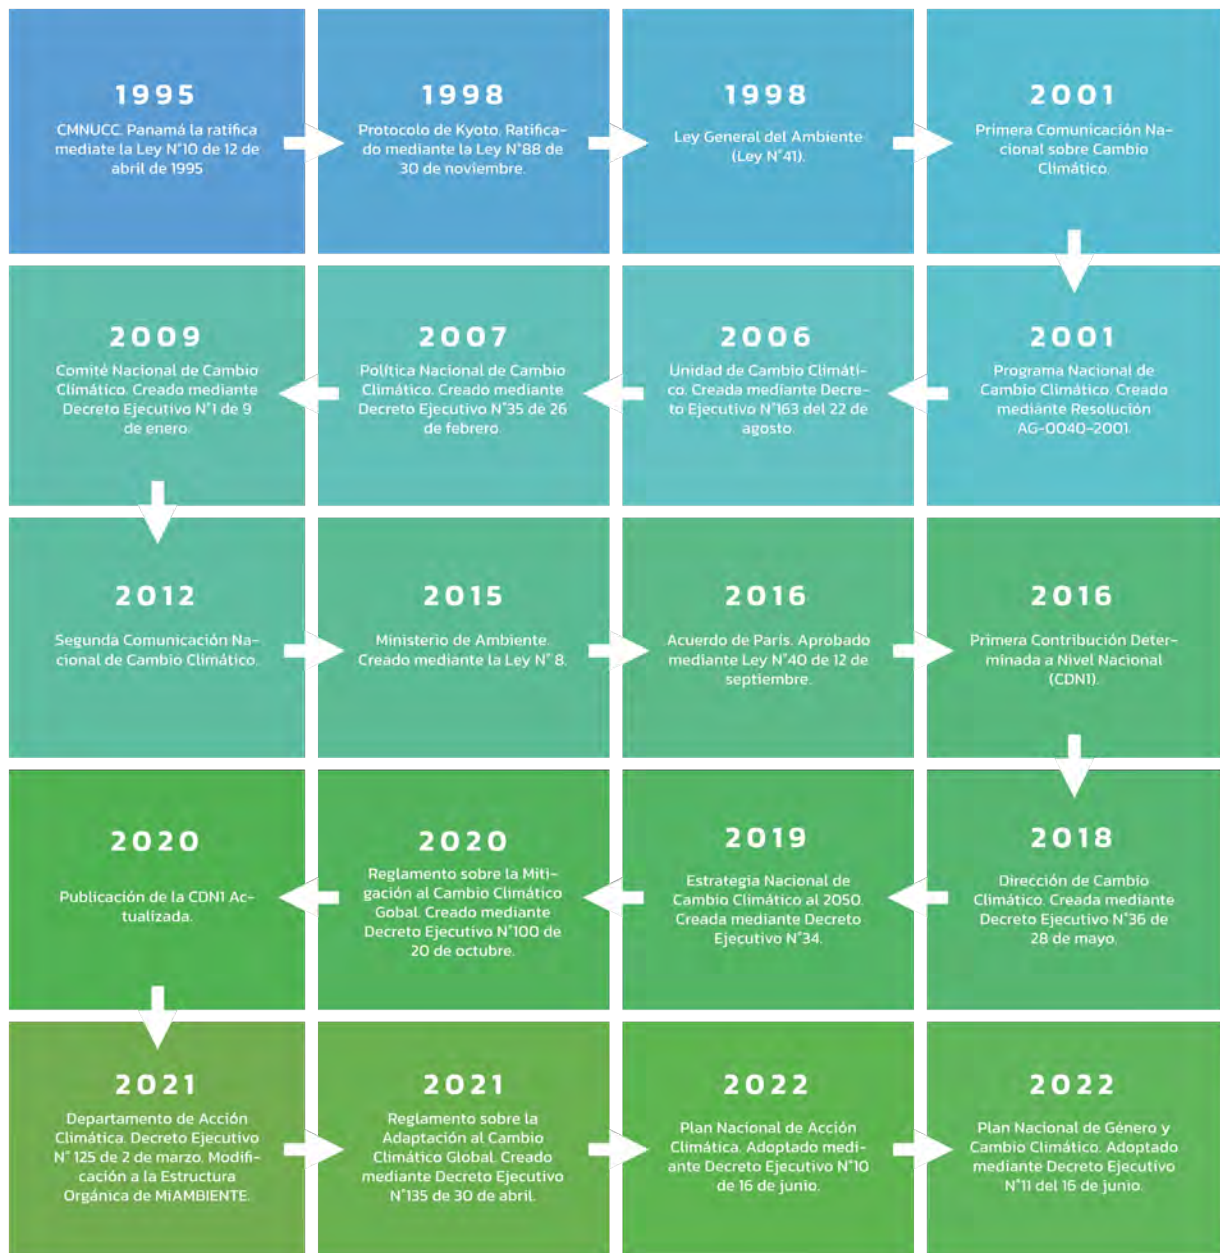 1995
CMNUCC. Panamá la ratifica
mediate la Ley N°10 de 12 de
abril de 1995
1998
Protocolo de Kyoto. Ratifica-
do mediante la Ley N°88 de
30 de noviembre.
1998
Ley General del Ambiente
(Ley N°41).
2001
Primera Comunicación Na-
cional sobre Cambio
Climático.
2001
Programa Nacional de
Cambio Climático. Creado
mediante Resolución
AG-0040-2001
2006
Unidad de Cambio Climáti-
co. Creada mediante Decre-
to Ejecutivo N°163 del 22 de
agosto.
2007
Política Nacional de Cambio
Climático. Creado mediante
Decreto Ejecutivo N°35 de 26
de febrero.
2009
Comité Nacional de Cambio
Climático. Creado mediante
Decreto Ejecutivo N°1 de 9
de enero.
2012
Segunda Comunicación Na-
cional de Cambio Climático.
2015
Ministerio de Ambiente.
Creado mediante la Ley N° 8.
2016
Acuerdo de París. Aprobado
mediante Ley N°40 de 12 de
septiembre.
2016
Primera Contribución Deter-
minada a Nivel Nacional
(CDN1).
2018
Dirección de Cambio
Climático. Creada mediante
Decreto Ejecutivo N°36 de
28 de mayo.
2019
Estrategia Nacional de
Cambio Climático al 2050.
Creada mediante Decreto
Ejecutivo N°34.
2020
Reglamento sobre la Miti-
gación al Cambio Climático
Gobal. Creado mediante
Decreto Ejecutivo N°100 de
20 de octubre.
2020
Publicación de la CDN1 Ac-
tualizada.
2021
Departamento de Acción
Climática. Decreto Ejecutivo
N° 125 de 2 de marzo. Modifi-
cación a la Estructura
Orgánica de MiAMBIENTE.
2021
Reglamento sobre la
Adaptación al Cambio
Climático Global. Creado
mediante Decreto Ejecutivo
N°135 de 30 de abril.
2022
Plan Nacional de Acción
Climática. Adoptado medi-
ante Decreto Ejecutivo N°10
de 16 de junio.
2022
Plan Nacional de Género y
Cambio Climático. Adoptado
mediante Decreto Ejecutivo
N°11 del 16 de junio.